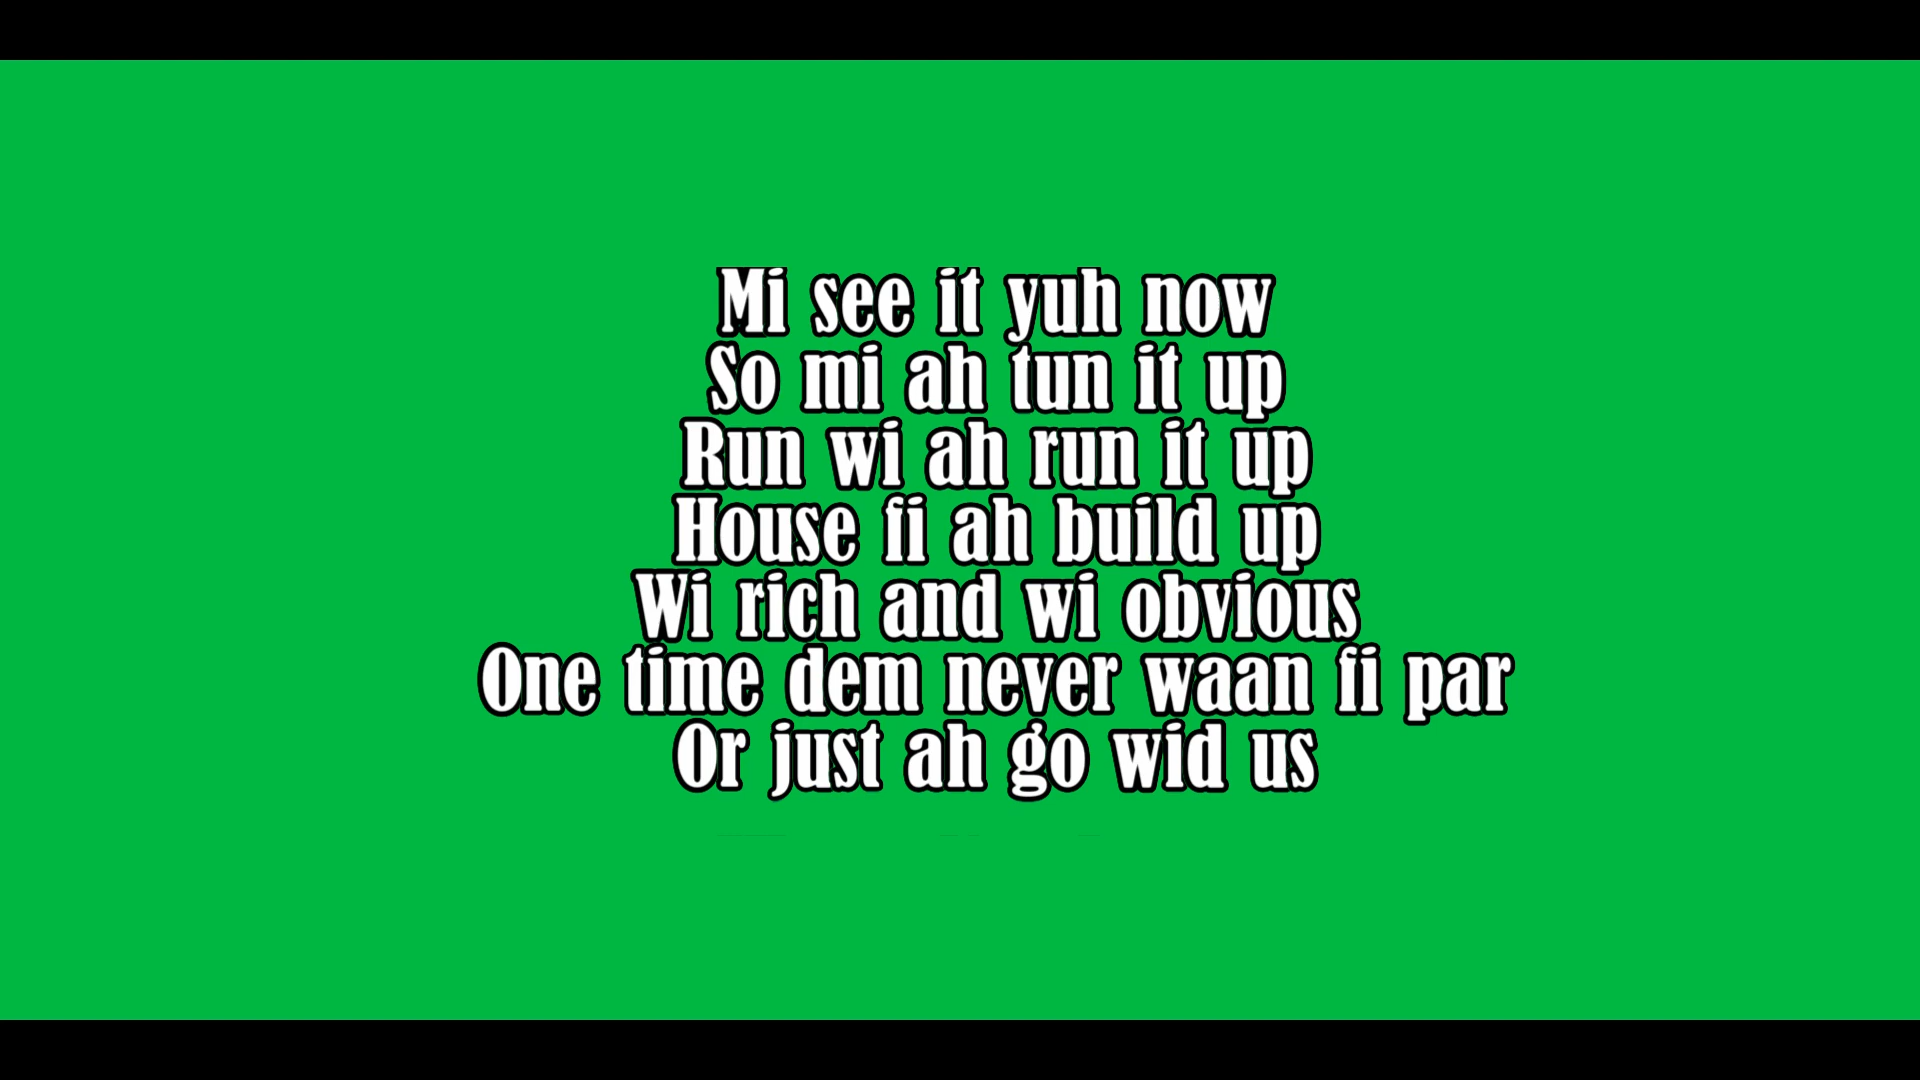 Mi see it yuh now
So mi ah tun it up
Run wi ah run it up
House fi ah build up
Wi rich and wi obvious
One time dem never waan fi par
Or just ah go wid us